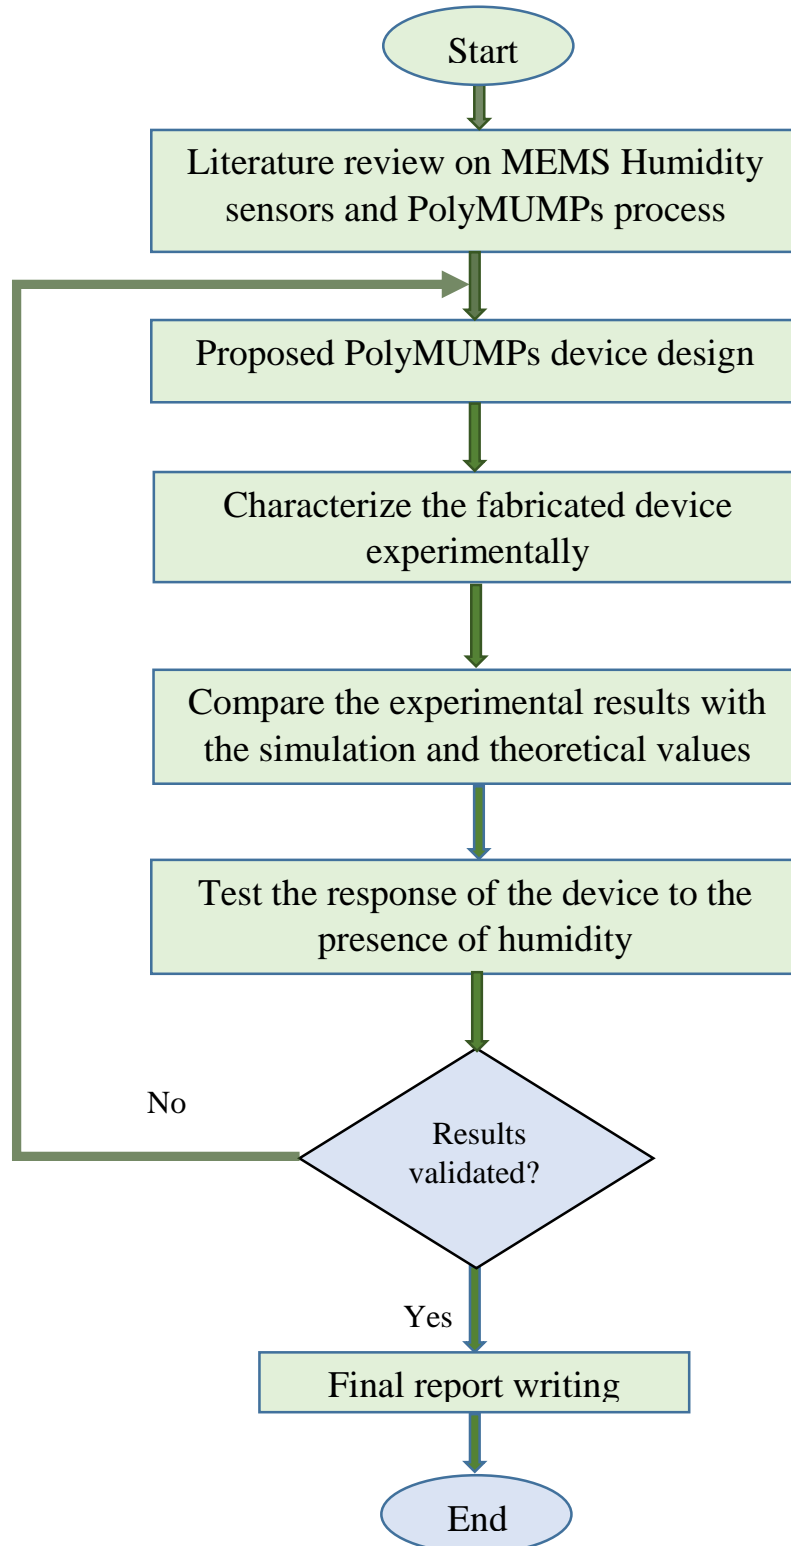 Start
Literature review on MEMS Humidity
sensors and PolyMUMPs process
Proposed PolyMUMPs device design
Characterize the fabricated device
experimentally
Compare the experimental results with
the simulation and theoretical values
Test the response of the device to the
presence of humidity
No
Results
validated?
Yes
Final report writing
End